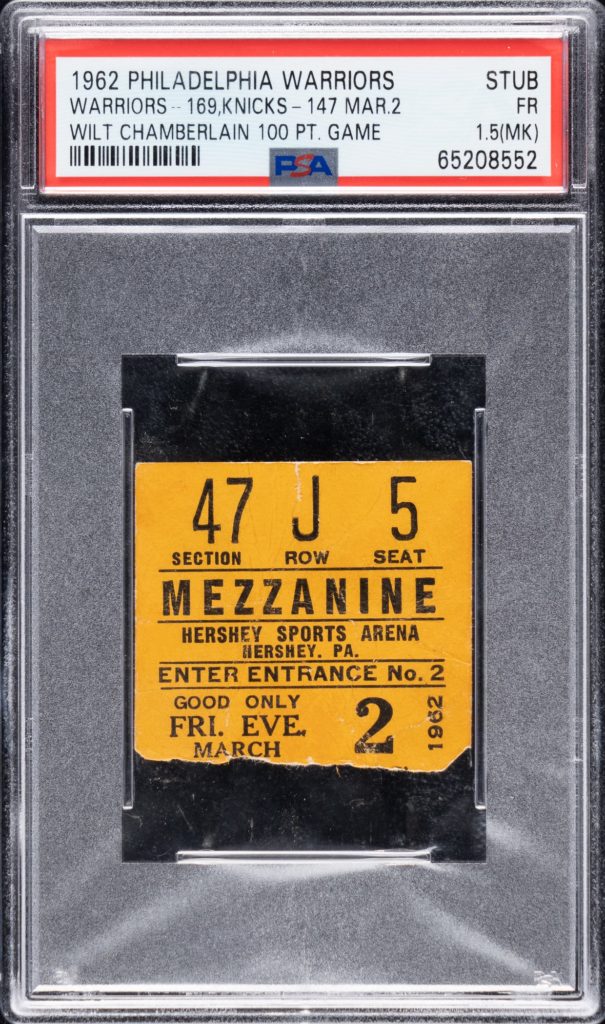 1962 PHILADELPHIA WARRIORS STUB
WARRIORS - 169,KNICKS - 147 MAR.2 FR
WILT CHAMBERLAIN 100 PT. GAME 1.5(MK)
PSA 65208552
47 J 5
SECTION ROW SEAT
MEZZANINE
HERSHEY SPORTS ARENA
HERSHEY. PA.
ENTER ENTRANCE No. 2
GOOD ONLY
FRI. EVE.
MARCH 2 1962